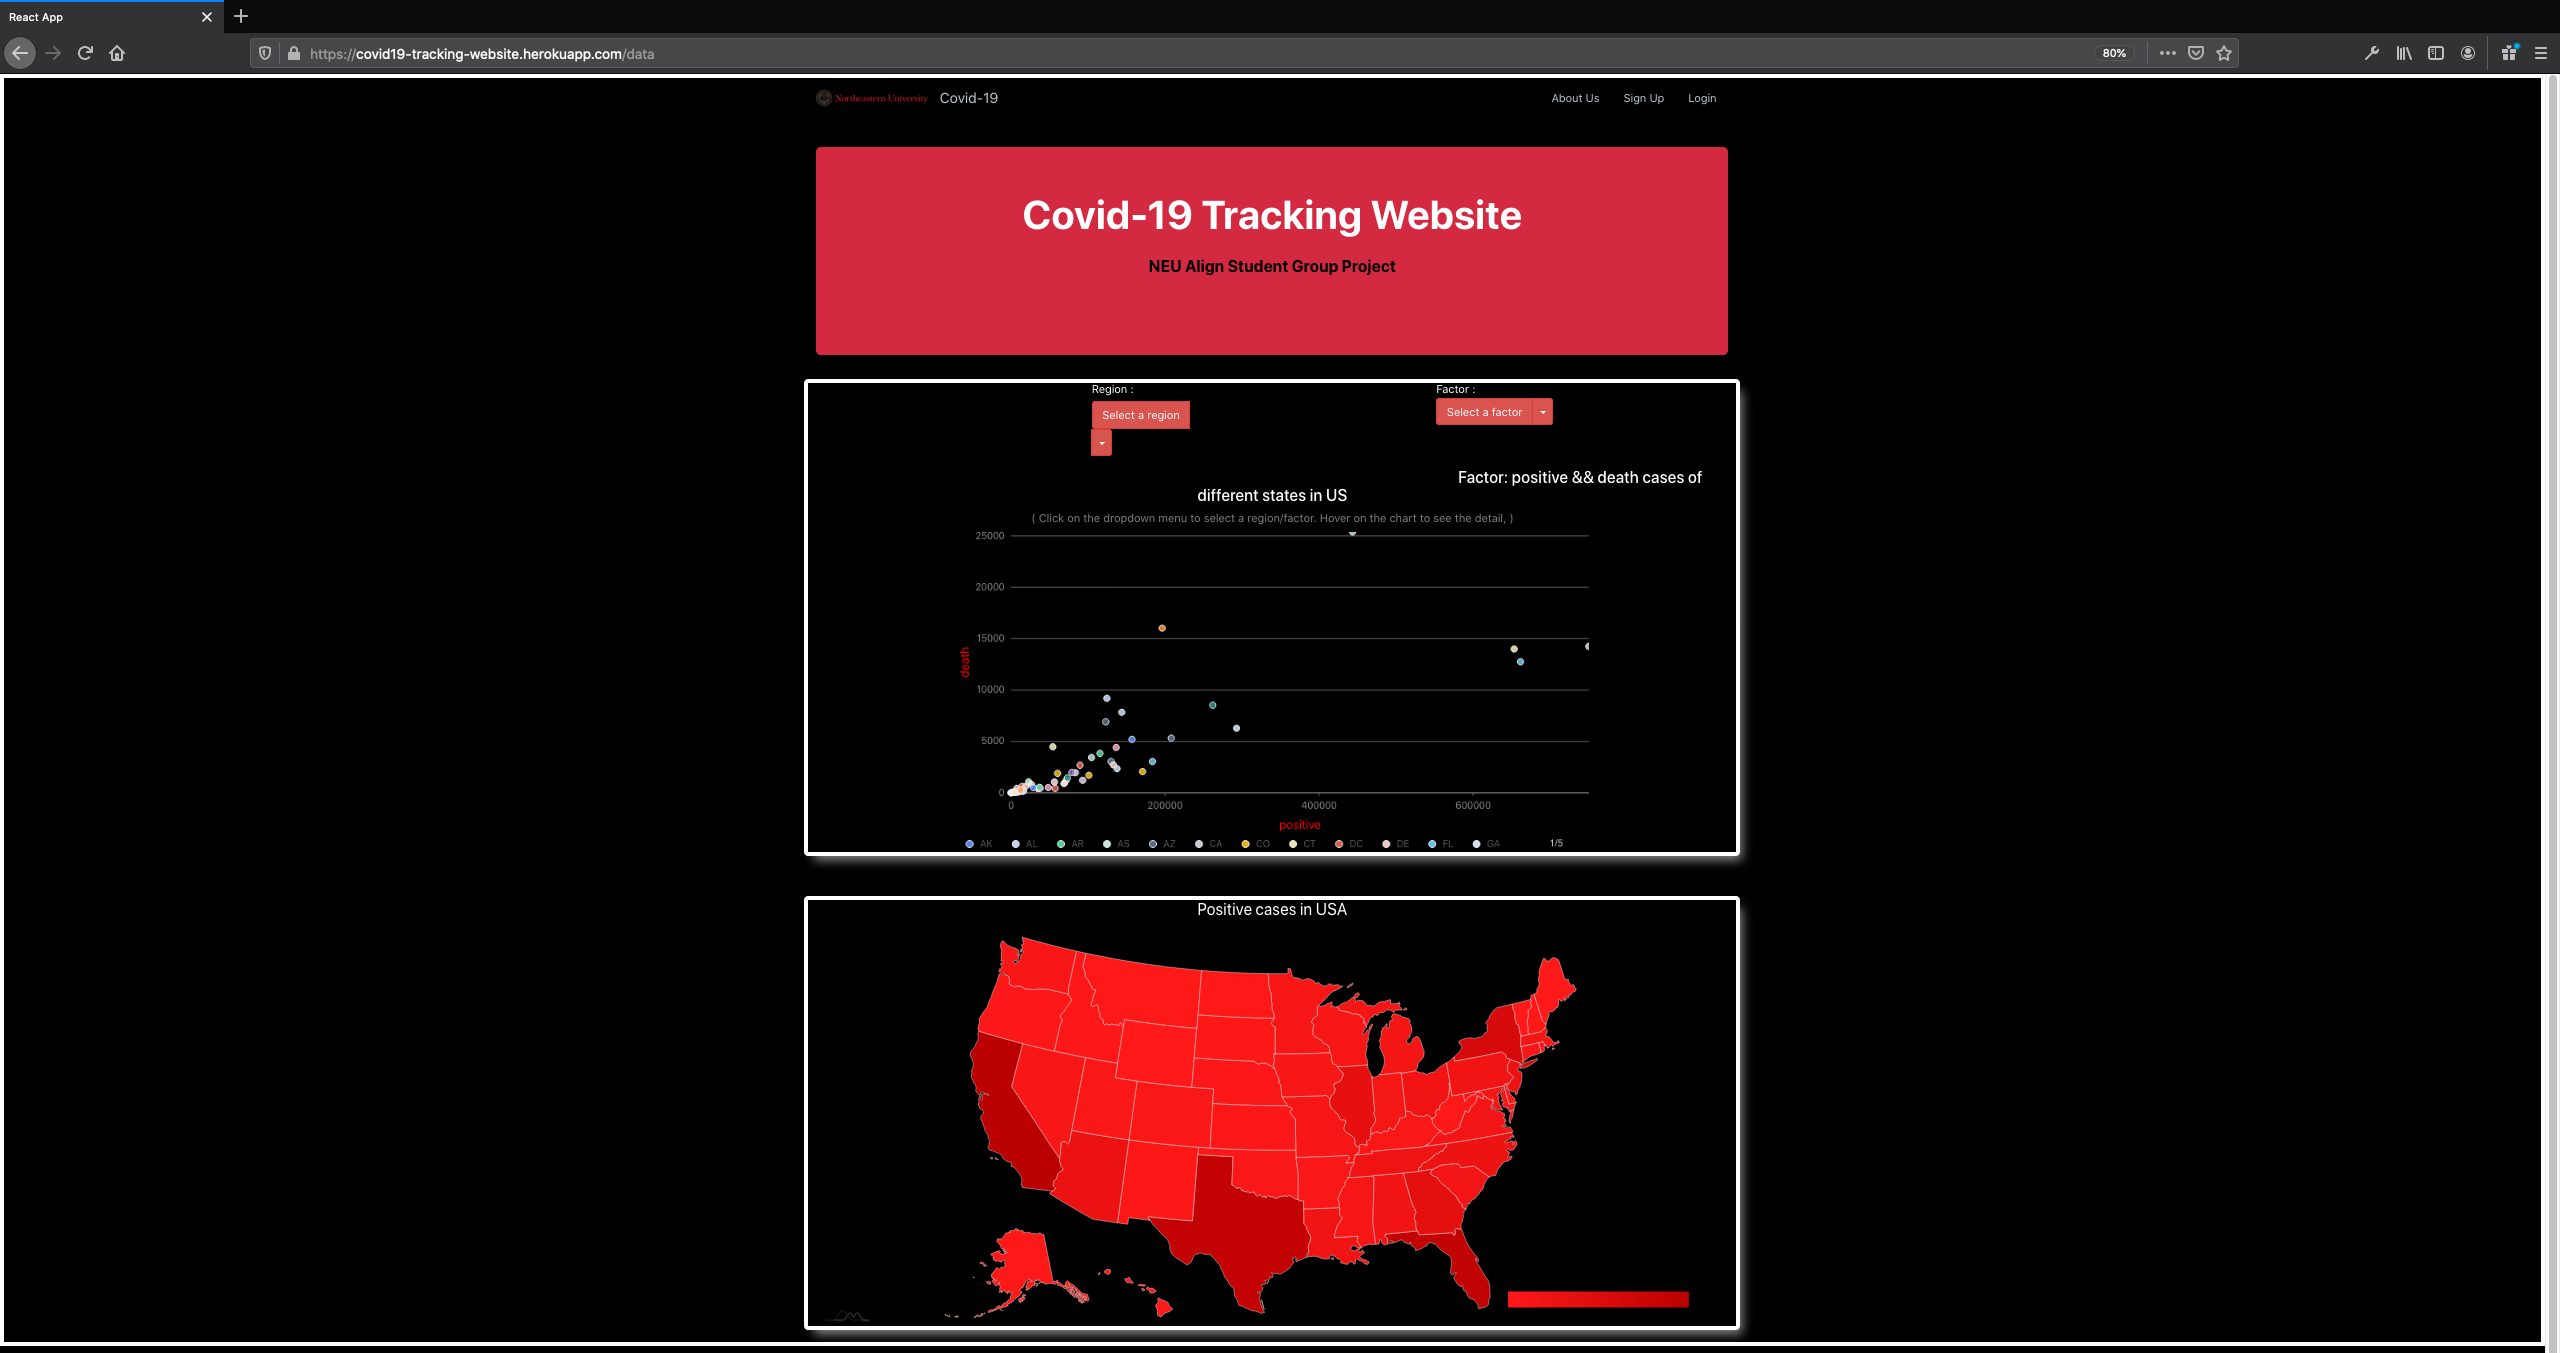 React App
https://covid19-tracking-website.herokuapp.com/data
80%
Northeastern University Covid-19
About Us Sign Up Login
Covid-19 Tracking Website
NEU Align Student Group Project
Region :
Select a region
Factor :
Select a factor
Factor: positive && death cases of
different states in US
( Click on the dropdown menu to select a region/factor. Hover on the chart to see the detail, )
25000
20000
15000
10000
5000
0
death
0 200000 400000 600000
positive
AK AL AR AS AZ CA CO CT DC DE FL GA 1/5
Positive cases in USA